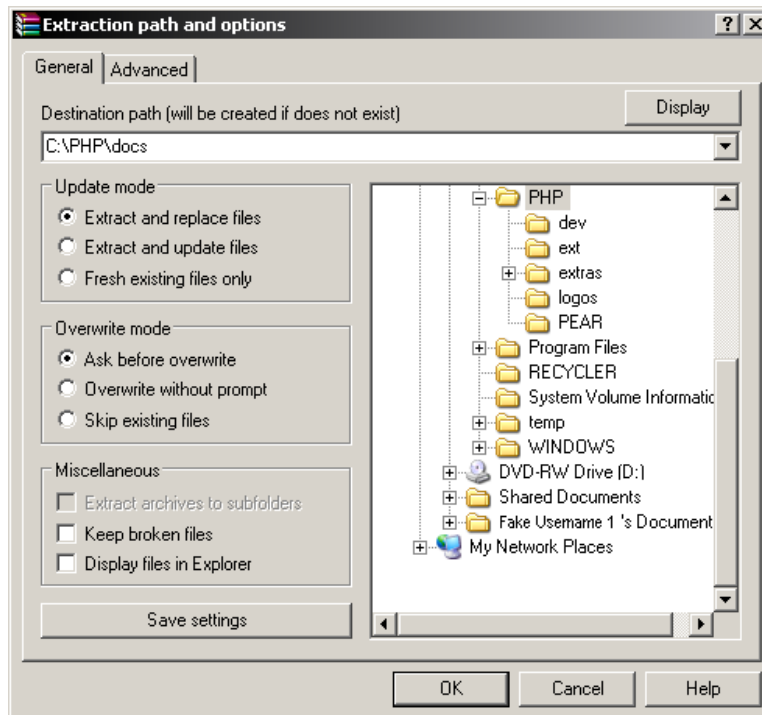 Extraction path and options
General
Advanced
Destination path (will be created if does not exist)
Display
C:\PHP\docs
Update mode
Extract and replace files
Extract and update files
Fresh existing files only
Overwrite mode
Ask before overwrite
Overwrite without prompt
Skip existing files
Miscellaneous
Extract archives to subfolders
Keep broken files
Display files in Explorer
Save settings
PHP
dev
ext
extras
logos
PEAR
Program Files
RECYCLER
System Volume Informatic
temp
WINDOWS
DVD-RW Drive (D:)
Shared Documents
Fake Username 1 's Document
My Network Places
OK
Cancel
Help